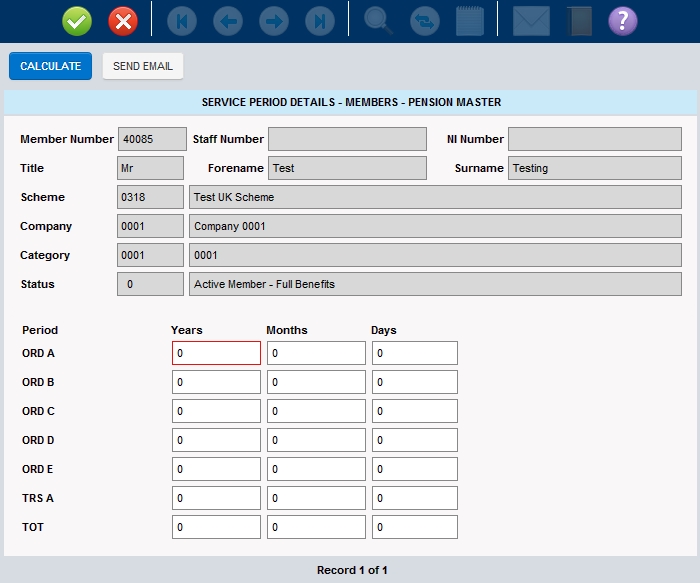 ?
CALCULATE SEND EMAIL
SERVICE PERIOD DETAILS - MEMBERS - PENSION MASTER
Member Number 40085 Staff Number NI Number
Title Mr Forename Test Surname Testing
Scheme 0318 Test UK Scheme
Company 0001 Company 0001
Category 0001 0001
Status 0 Active Member - Full Benefits
Period Years Months Days
ORD A 0 0 0
ORD B 0 0 0
ORD C 0 0 0
ORD D 0 0 0
ORD E 0 0 0
TRS A 0 0 0
TOT 0 0 0
Record 1 of 1